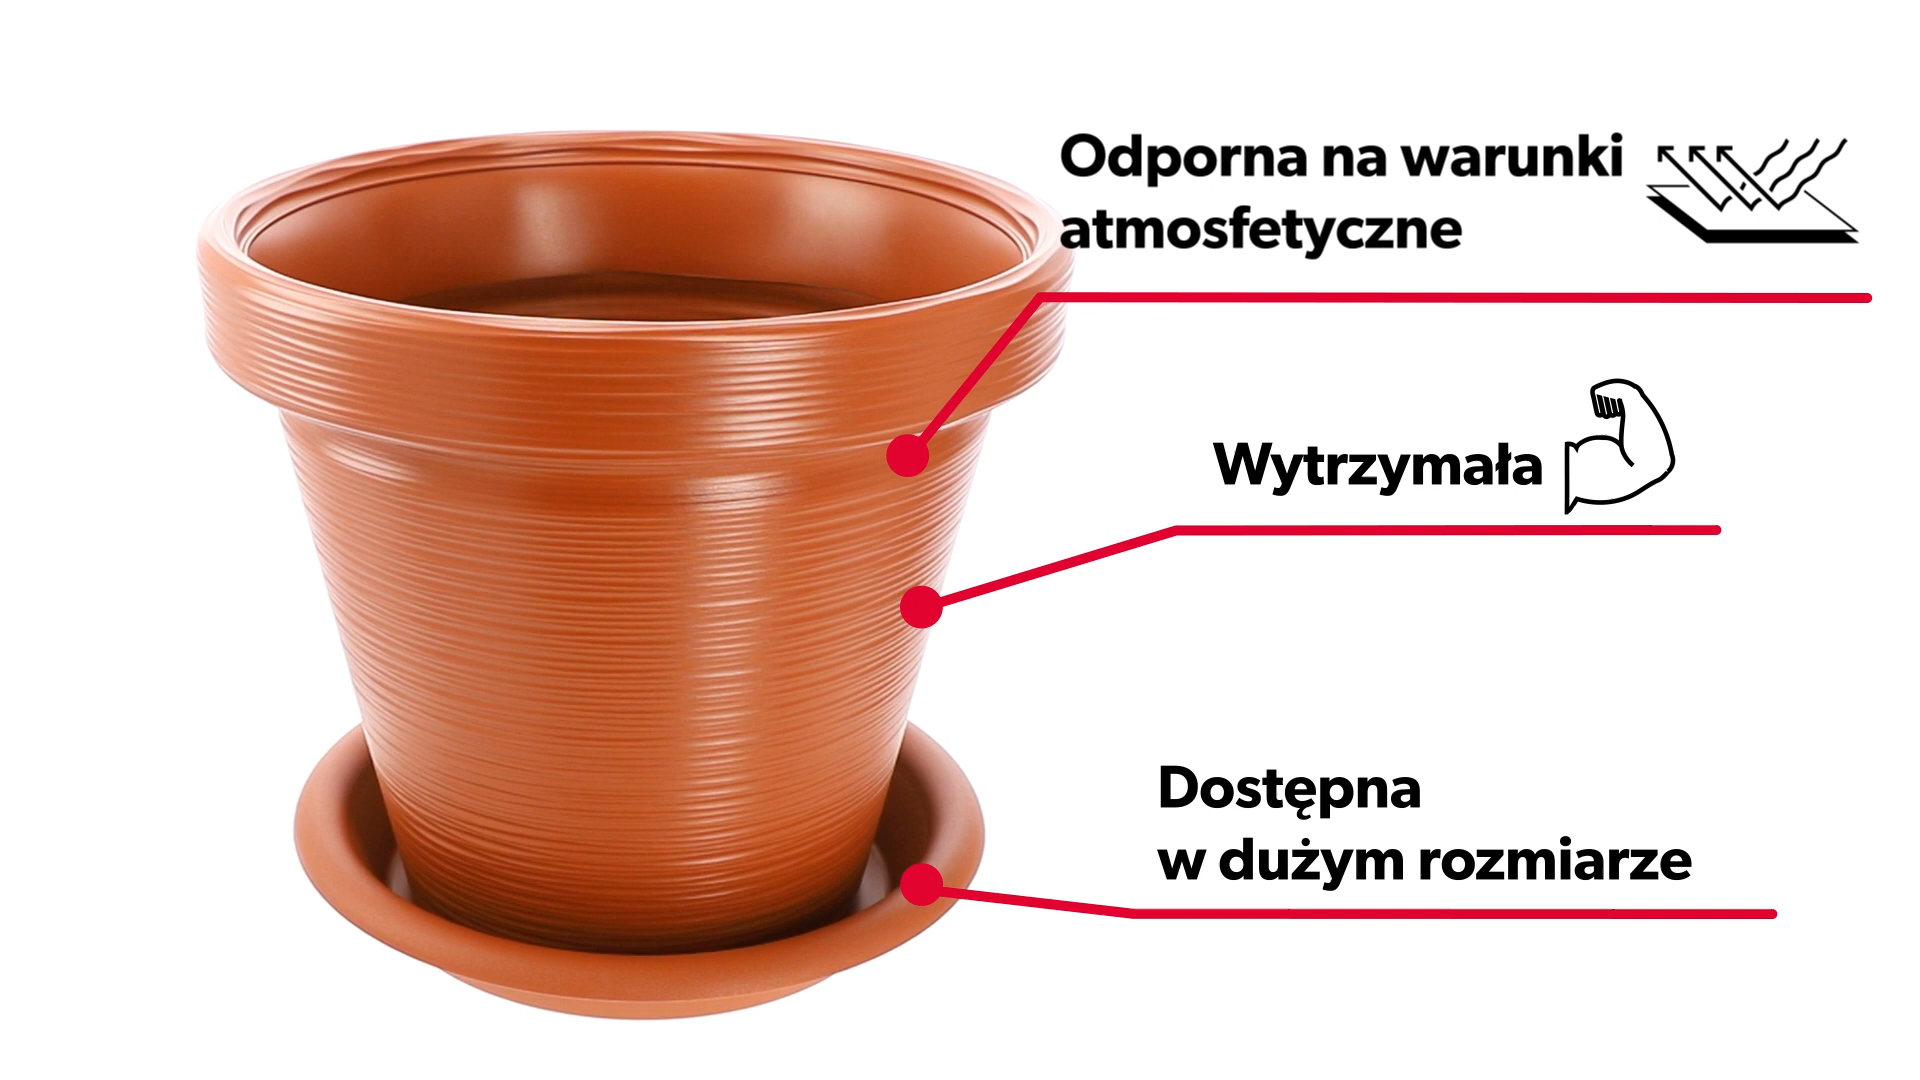 Odporna na warunki
atmosfetyczne
Wytrzymała
Dostępna
w dużym rozmiarze